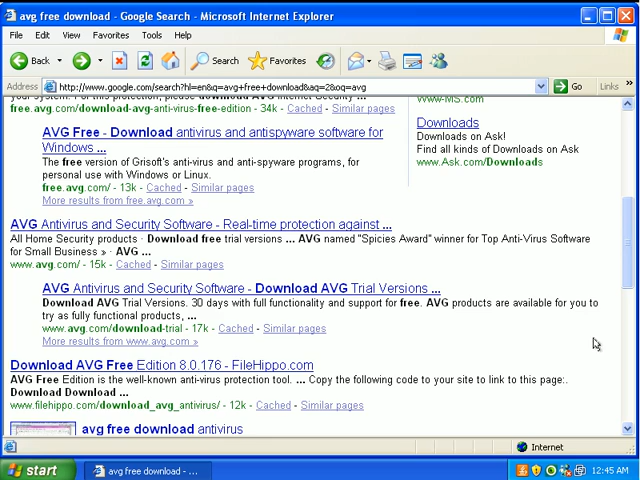 avg free download - Google Search - Microsoft Internet Explorer
File Edit View Favorites Tools Help
Back Search Favorites
Address http://www.google.com/search?hl=en&q=avg+free+download&aq=2&oq=avg Go Links »
free.avg.com/download-avg-anti-virus-free-edition - 34k - Cached - Similar pages
AVG Free - Download antivirus and antispyware software for
Windows ...
The free version of Grisoft's anti-virus and anti-spyware programs, for
personal use with Windows or Linux.
free.avg.com/ - 13k - Cached - Similar pages
More results from free.avg.com »
www-MS.com
Downloads
Downloads on Ask!
Find all kinds of Downloads on Ask
www.Ask.com/Downloads
AVG Antivirus and Security Software - Real-time protection against ...
All Home Security products · Download free trial versions ... AVG named "Spicies Award" winner for Top Anti-Virus Software
for Small Business » · AVG ...
www.avg.com/ - 15k - Cached - Similar pages
AVG Antivirus and Security Software - Download AVG Trial Versions ...
Download AVG Trial Versions. 30 days with full functionality and support for free. AVG products are available for you to
try as fully functional products, ...
www.avg.com/download-trial - 17k - Cached - Similar pages
More results from www.avg.com »
Download AVG Free Edition 8.0.176 - FileHippo.com
AVG Free Edition is the well-known anti-virus protection tool. ... Copy the following code to your site to link to this page:.
Download Download ...
www.filehippo.com/download_avg_antivirus/ - 12k - Cached - Similar pages
avg free download antivirus
Internet
start avg free download - ... 12:45 AM